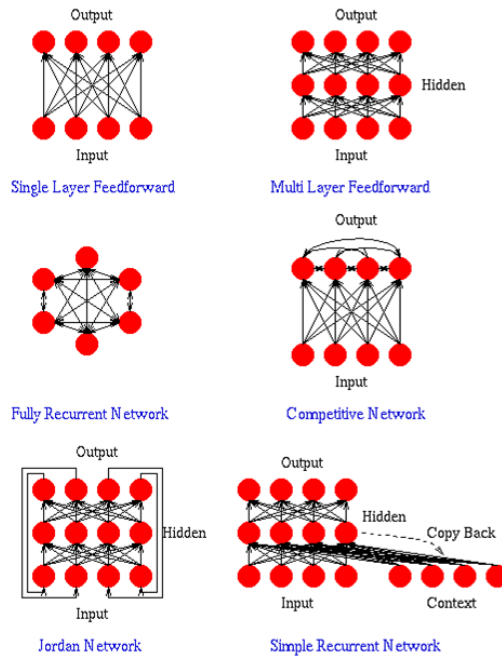 Output
Output
Hidden
Input
Input
Single Layer Feedforward
Multi Layer Feedforward
Output
Input
Fully Recurrent Network
Competitive Network
Output
Output
Hidden
Hidden
Copy Back
Input
Input
Context
Jordan Network
Simple Recurrent Network